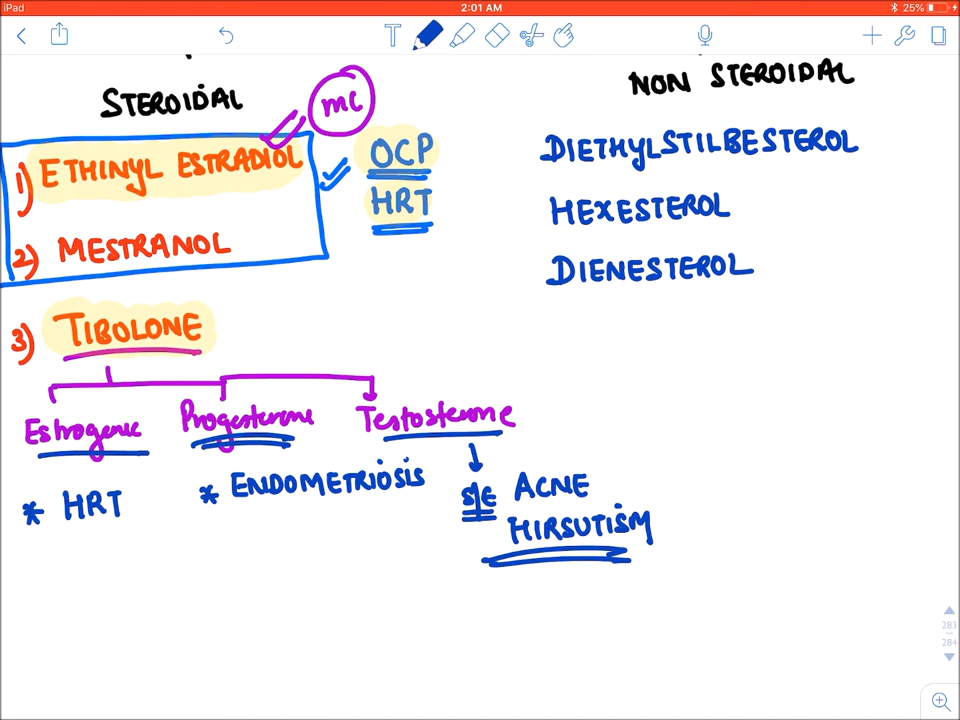 iPad
2:01 AM
25%
T
STEROIDAL
mc
NON STEROIDAL
1) ETHINYL ESTRADIOL
OCP
HRT
2) MESTRANOL
DIETHYLSTILBESTEROL
HEXESTEROL
DIENESTEROL
3) TIBOLONE
Estrogenic Progesterone Testosterone
* HRT
* ENDOMETRIOSIS
S/E ACNE
HIRSUTISM
283
284